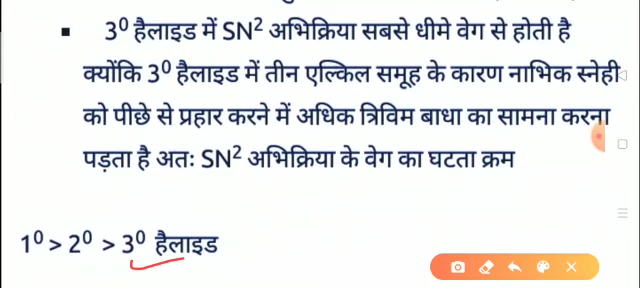 ▪ 3⁰ हैलाइड में SN² अभिक्रिया सबसे धीमे वेग से होती है
क्योंकि 3⁰ हैलाइड में तीन एल्किल समूह के कारण नाभिक स्नेही
को पीछे से प्रहार करने में अधिक त्रिविम बाधा का सामना करना
पड़ता है अतः SN² अभिक्रिया के वेग का घटता क्रम
1⁰ > 2⁰ > 3⁰ हैलाइड